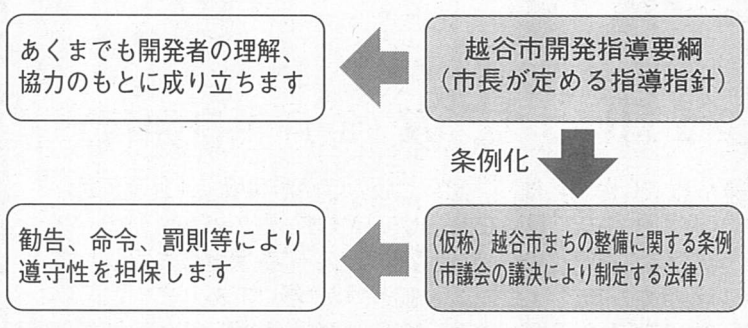 あくまでも開発者の理解、
協力のもとに成り立ちます
越谷市開発指導要綱
（市長が定める指導指針）
条例化
勧告、命令、罰則等により
遵守性を担保します
（仮称）越谷市まちの整備に関する条例
（市議会の議決により制定する法律）